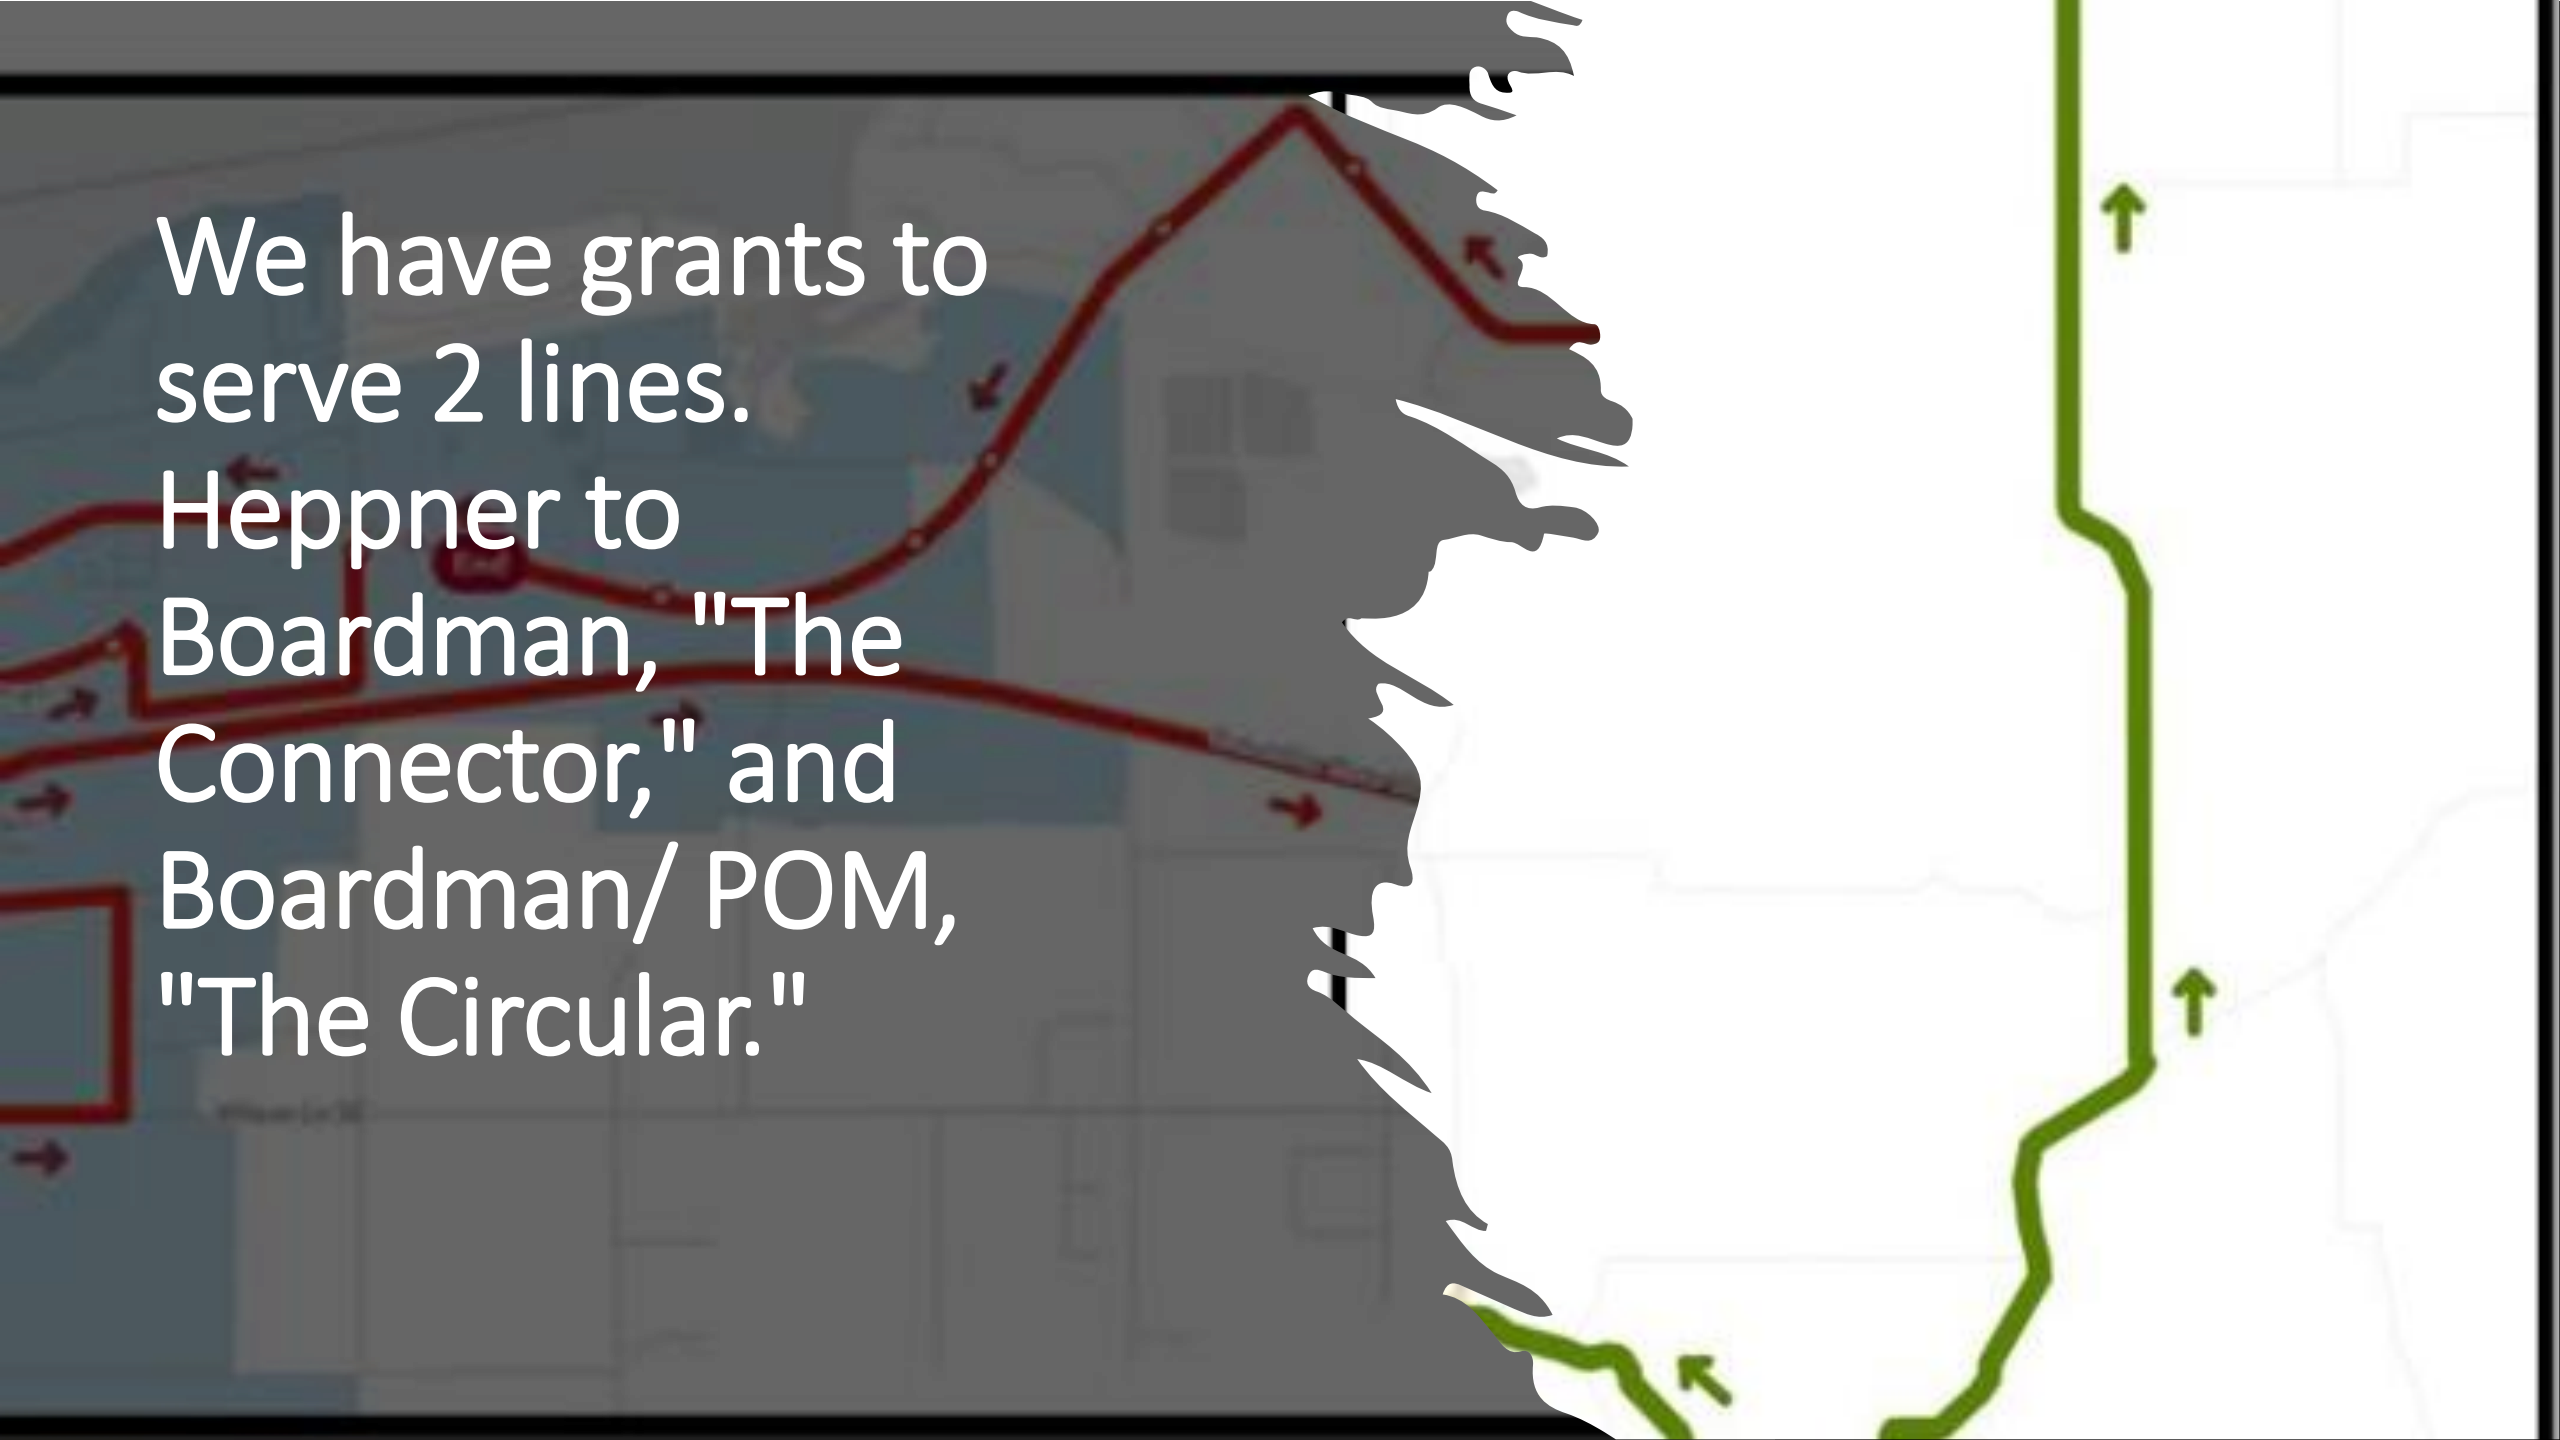 We have grants to
serve 2 lines.
Heppner to
Boardman, "The
Connector," and
Boardman/ POM,
"The Circular."